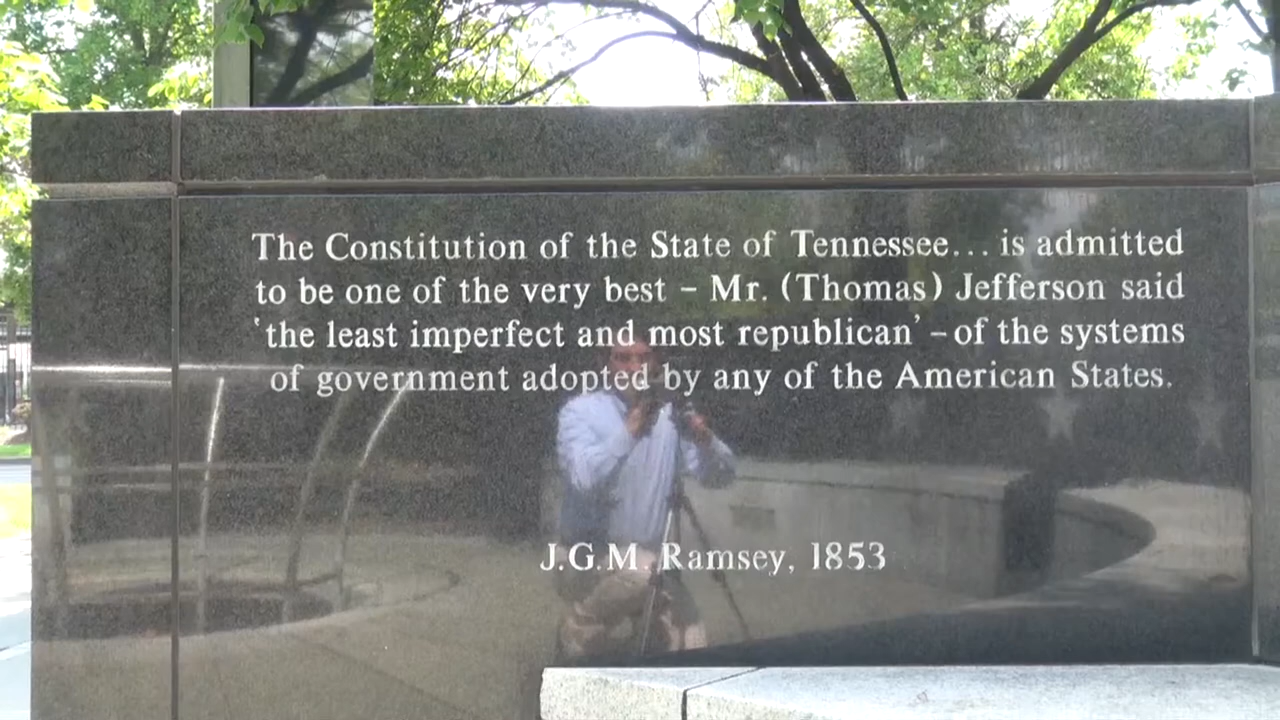 The Constitution of the State of Tennessee... is admitted
to be one of the very best – Mr. (Thomas) Jefferson said
‘the least imperfect and most republican’ – of the systems
of government adopted by any of the American States.
J.G.M. Ramsey, 1853